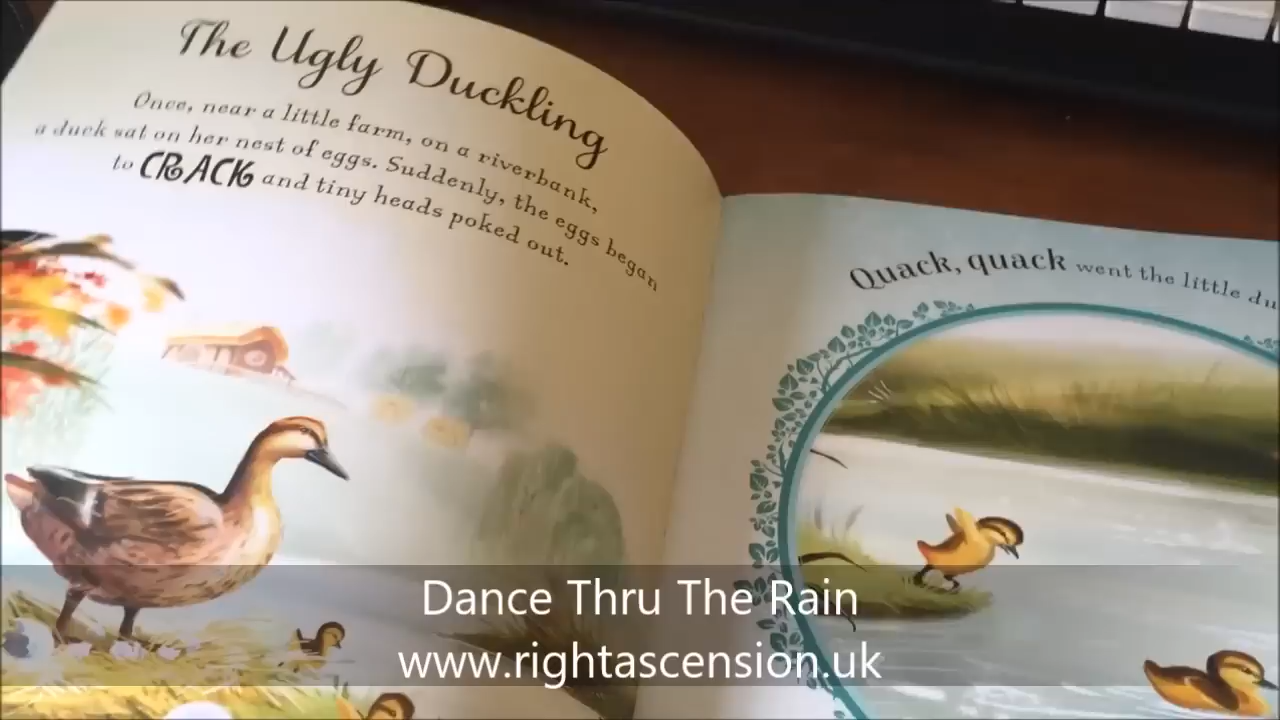 The Ugly Duckling
Once, near a little farm, on a riverbank,
a duck sat on her nest of eggs. Suddenly, the eggs began
to CRACK and tiny heads poked out.
Quack, quack went the little du
Dance Thru The Rain
www.rightascension.uk